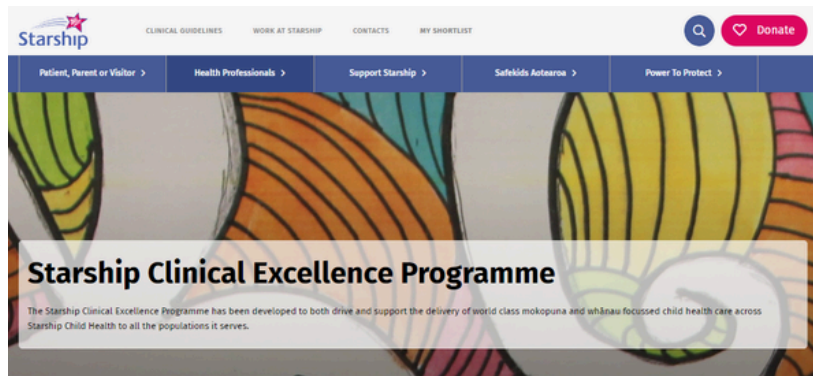 Starship
CLINICAL GUIDELINES WORK AT STARSHIP CONTACTS MY SHORTLIST
Donate
Patient, Parent or Visitor > Health Professionals > Support Starship > Safekids Aotearoa > Power To Protect >
Starship Clinical Excellence Programme
The Starship Clinical Excellence Programme has been developed to both drive and support the delivery of world class mokopuna and whānau focussed child health care across
Starship Child Health to all the populations it serves.